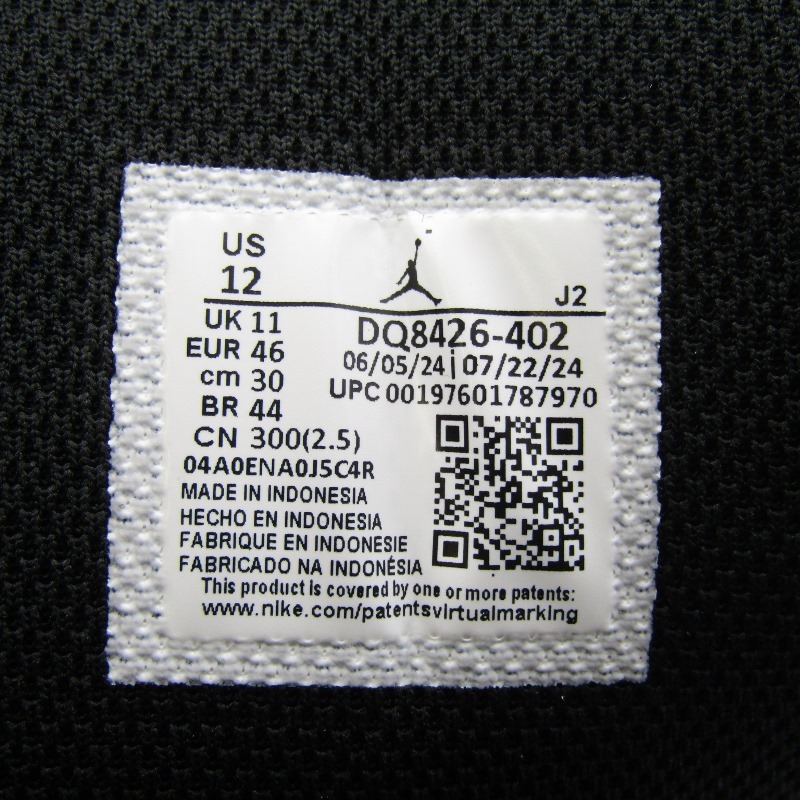 US
12
J2
UK 11
EUR 46
cm 30
BR 44
CN 300(2.5)
04A0ENA0J5C4R
DQ8426-402
06/05/24|07/22/24
UPC 00197601787970
MADE IN INDONESIA
HECHO EN INDONESIA
FABRIQUE EN INDONESIE
FABRICADO NA INDONÉSIA
This product is covered by one or more patents:
www.nike.com/patentsvirtualmarking